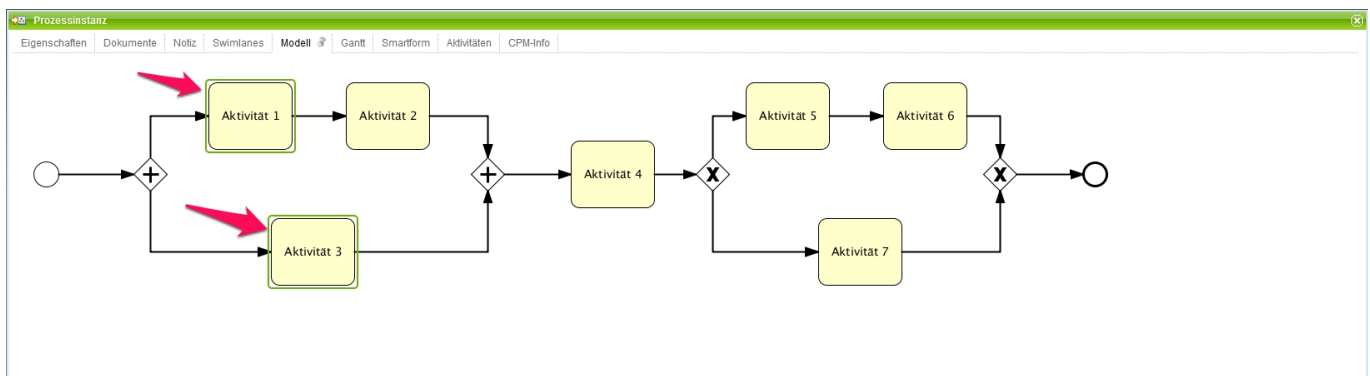 Prozessinstanz
Eigenschaften Dokumente Notiz Swimlanes Modell Gantt Smartform Aktivitäten CPM-Info
Aktivität 1
Aktivität 2
Aktivität 3
Aktivität 4
Aktivität 5
Aktivität 6
Aktivität 7